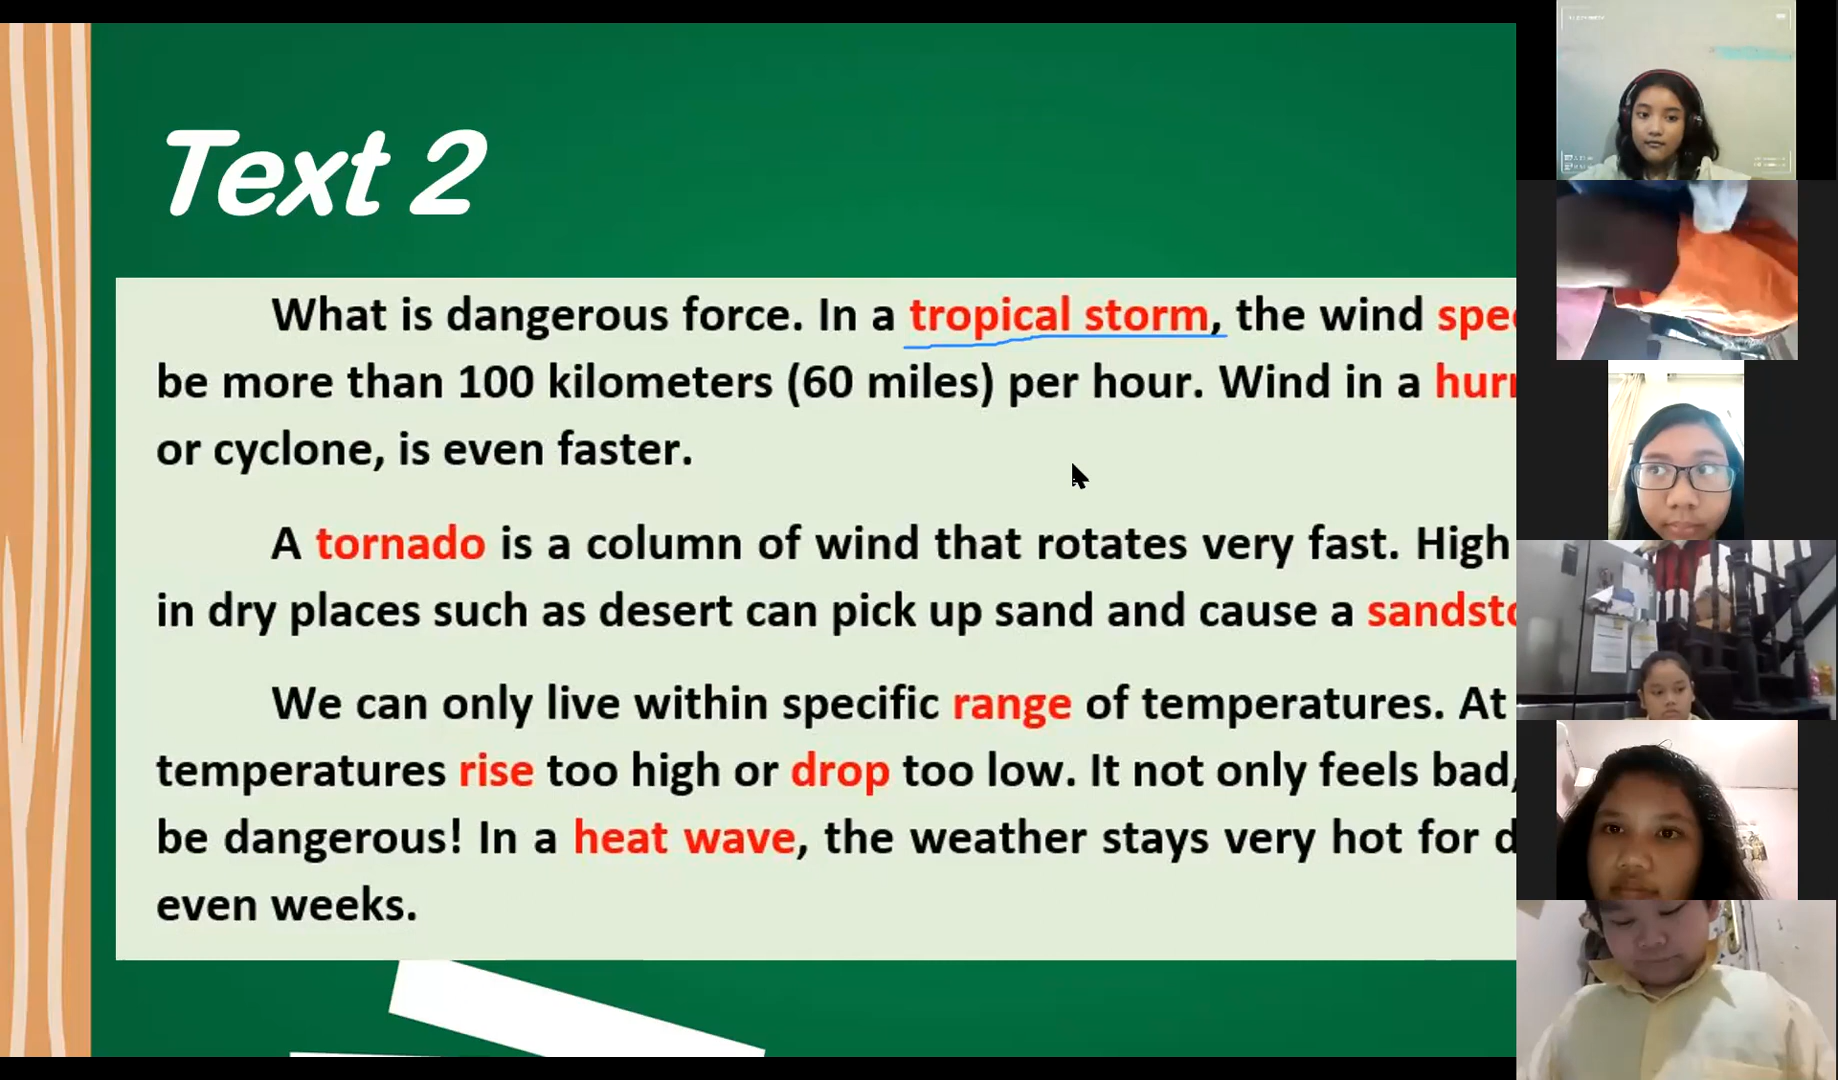 Text 2
What is dangerous force. In a tropical storm, the wind
be more than 100 kilometers (60 miles) per hour. Wind in a
or cyclone, is even faster.
A tornado is a column of wind that rotates very fast. High
in dry places such as desert can pick up sand and cause a
We can only live within specific range of temperatures. At
temperatures rise too high or drop too low. It not only feels bad,
be dangerous! In a heat wave, the weather stays very hot for
even weeks.